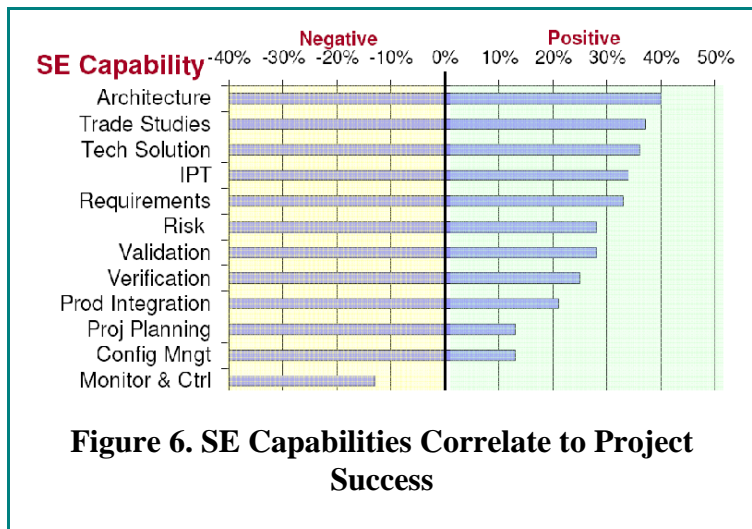 Negative Positive
SE Capability -40% -30% -20% -10% 0% 10% 20% 30% 40% 50%
Architecture
Trade Studies
Tech Solution
IPT
Requirements
Risk
Validation
Verification
Prod Integration
Proj Planning
Config Mngt
Monitor & Ctrl
Figure 6. SE Capabilities Correlate to Project
Success